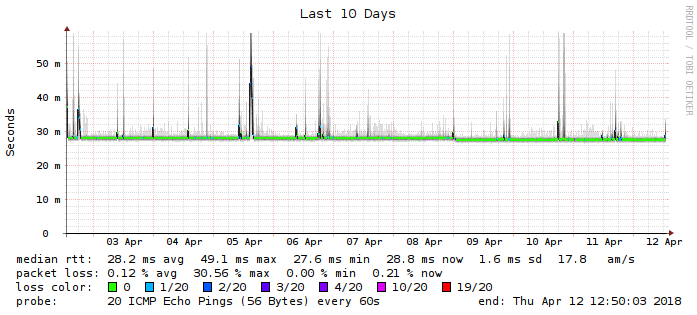 Last 10 Days
RRDTOOL / TOBI OETIKER
Seconds
50 m
40 m
30 m
20 m
10 m
0
03 Apr 04 Apr 05 Apr 06 Apr 07 Apr 08 Apr 09 Apr 10 Apr 11 Apr 12 Apr
median rtt: 28.2 ms avg 49.1 ms max 27.6 ms min 28.8 ms now 1.6 ms sd 17.8 am/s
packet loss: 0.12 % avg 30.56 % max 0.00 % min 0.21 % now
loss color: 0 1/20 2/20 3/20 4/20 10/20 19/20
probe: 20 ICMP Echo Pings (56 Bytes) every 60s end: Thu Apr 12 12:50:03 2018